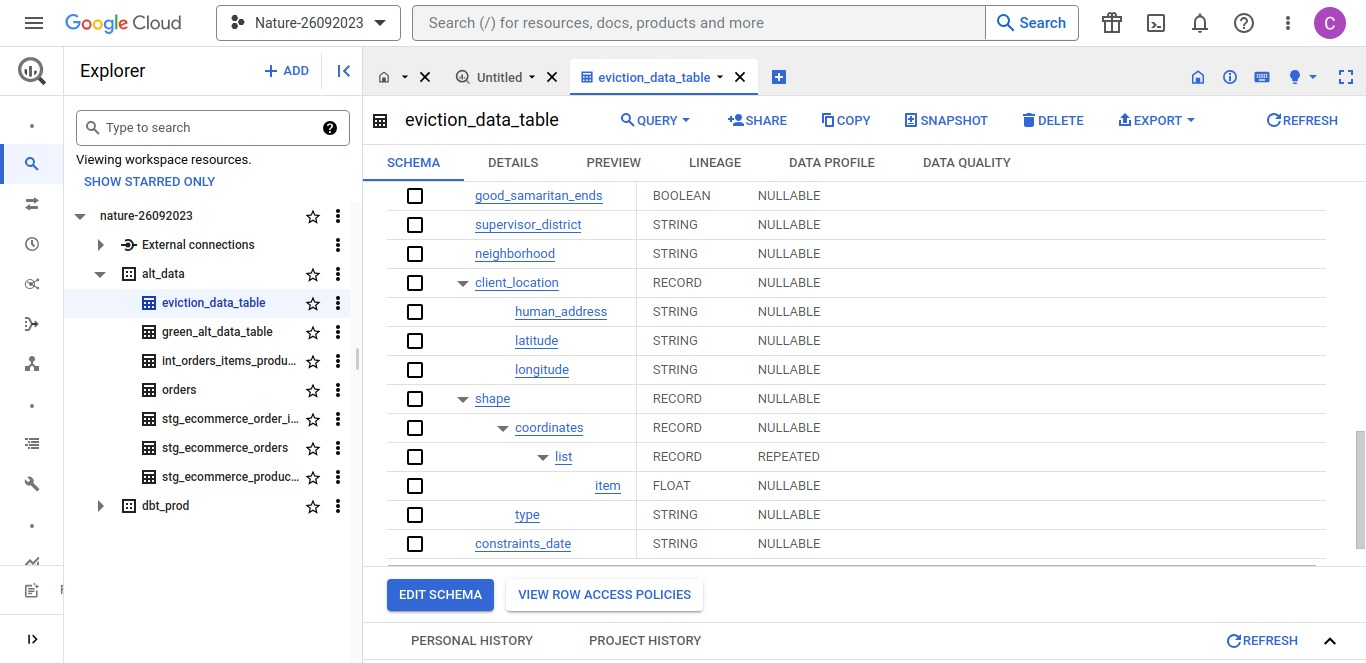 Google Cloud
Nature-26092023
Search (/) for resources, docs, products and more
Search
C
Explorer
ADD
Untitled
eviction_data_table
Type to search
Viewing workspace resources.
SHOW STARRED ONLY
nature-26092023
External connections
alt_data
eviction_data_table
green_alt_data_table
int_orders_items_produ...
orders
stg_ecommerce_order_i...
stg_ecommerce_orders
stg_ecommerce_produc...
dbt_prod
eviction_data_table
QUERY
SHARE
COPY
SNAPSHOT
DELETE
EXPORT
REFRESH
SCHEMA DETAILS PREVIEW LINEAGE DATA PROFILE DATA QUALITY
good_samaritan_ends BOOLEAN NULLABLE
supervisor_district STRING NULLABLE
neighborhood STRING NULLABLE
client_location RECORD NULLABLE
human_address STRING NULLABLE
latitude STRING NULLABLE
longitude STRING NULLABLE
shape RECORD NULLABLE
coordinates RECORD NULLABLE
list RECORD REPEATED
item FLOAT NULLABLE
type STRING NULLABLE
constraints_date STRING NULLABLE
EDIT SCHEMA
VIEW ROW ACCESS POLICIES
PERSONAL HISTORY
PROJECT HISTORY
REFRESH